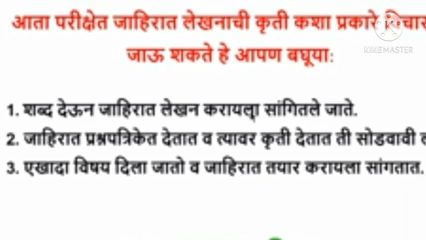 आता परीक्षेत जाहिरात लेखनाची कृती कशा प्रकारे
जाऊ शकते हे आपण बघूया:
KINEMASTER
1. शब्द देऊन जाहिरात लेखन करायला सांगितले जाते.
2. जाहिरात प्रश्नपत्रिकेत देतात व त्यावर कृती देतात ती सोडवावी
3. एखादा विषय दिला जातो व जाहिरात तयार करायला सांगतात.